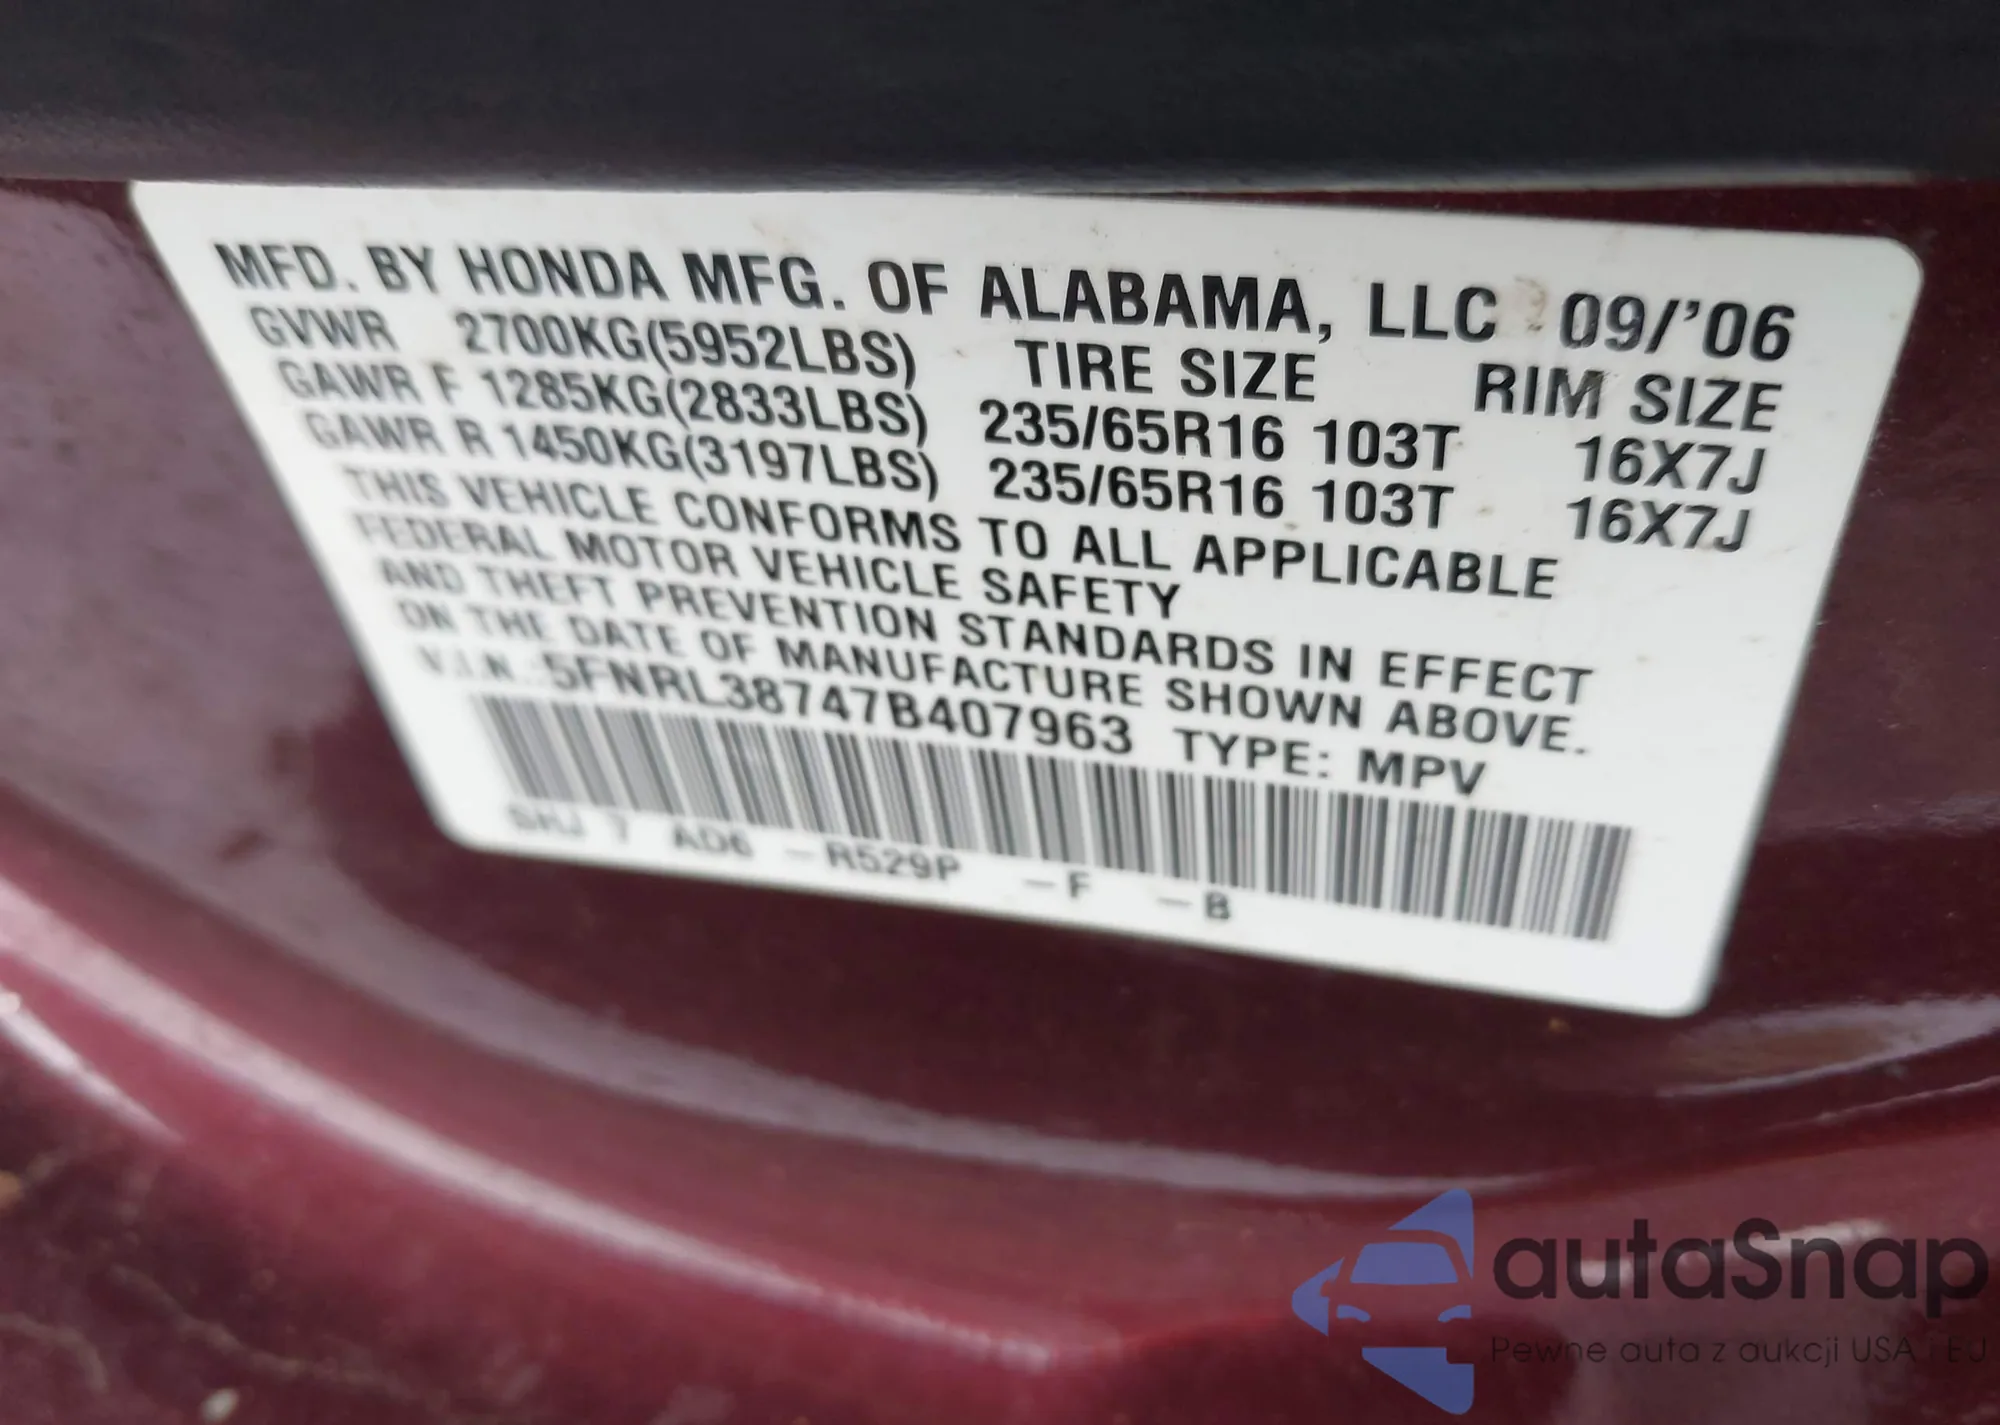 MFD. BY HONDA MFG. OF ALABAMA, LLC 09/'06
GVWR 2700KG(5952LBS) TIRE SIZE RIM SIZE
GAWR F 1285KG(2833LBS) 235/65R16 103T 16X7J
GAWR R 1450KG(3197LBS) 235/65R16 103T 16X7J
THIS VEHICLE CONFORMS TO ALL APPLICABLE
FEDERAL MOTOR VEHICLE SAFETY
AND THEFT PREVENTION STANDARDS IN EFFECT
ON THE DATE OF MANUFACTURE SHOWN ABOVE.
V.I.N.: 5FNRL38747B407963 TYPE: MPV
SHJ 7 AD6 -R529P -F -B
autaSnap
Pewne auta z aukcji USA i EU